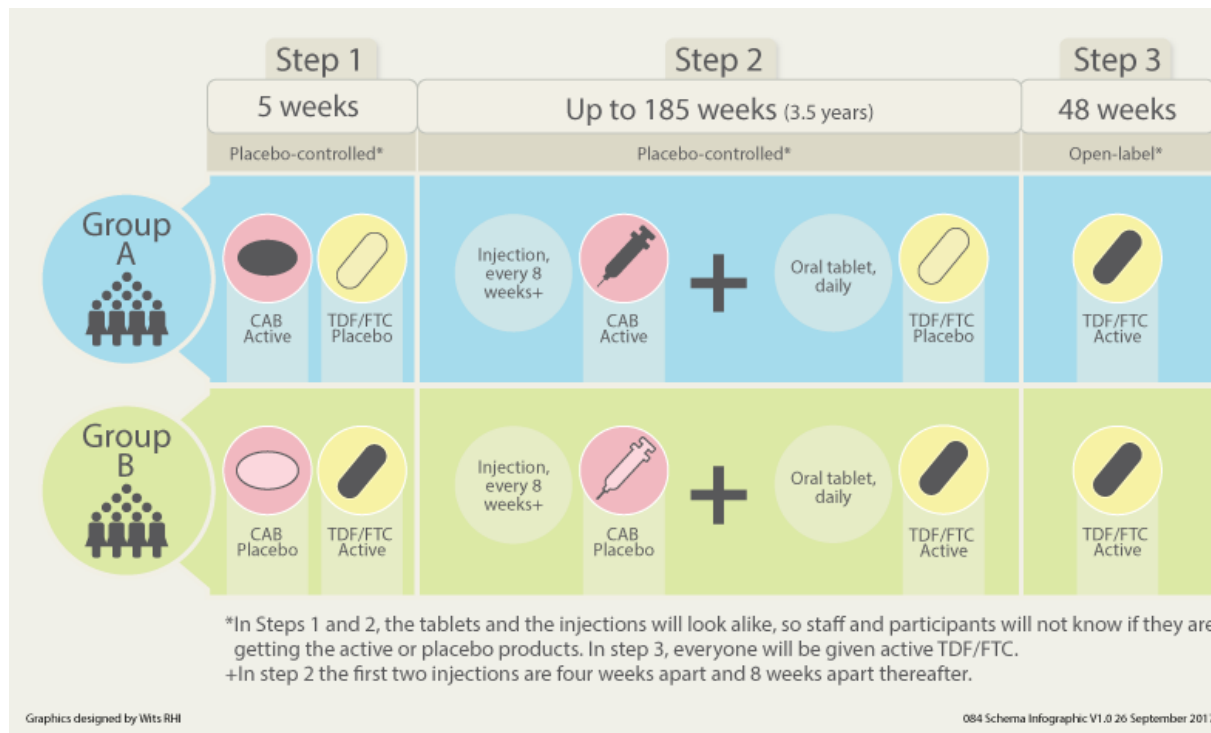 Step 1
Step 2
Step 3
5 weeks
Up to 185 weeks (3.5 years)
48 weeks
Placebo-controlled*
Placebo-controlled*
Open-label*
Group
A
CAB
Active
TDF/FTC
Placebo
Injection,
every 8
weeks+
CAB
Active
+
Oral tablet,
daily
TDF/FTC
Placebo
TDF/FTC
Active
Group
B
CAB
Placebo
TDF/FTC
Active
Injection,
every 8
weeks+
CAB
Placebo
+
Oral tablet,
daily
TDF/FTC
Active
TDF/FTC
Active
*In Steps 1 and 2, the tablets and the injections will look alike, so staff and participants will not know if they are
getting the active or placebo products. In step 3, everyone will be given active TDF/FTC.
+In step 2 the first two injections are four weeks apart and 8 weeks apart thereafter.
Graphics designed by Wits RHI
084 Schema Infographic V1.0 26 September 2017